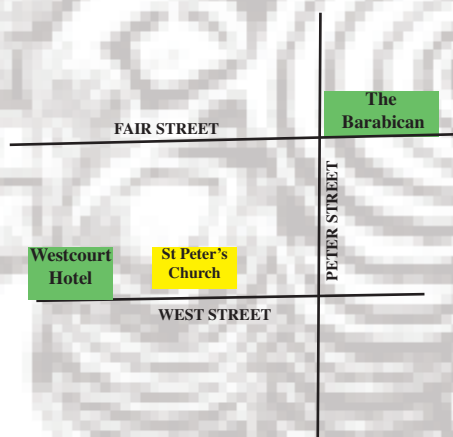 The
Barabican
FAIR STREET
PETER STREET
Westcourt
Hotel
St Peter's
Church
WEST STREET